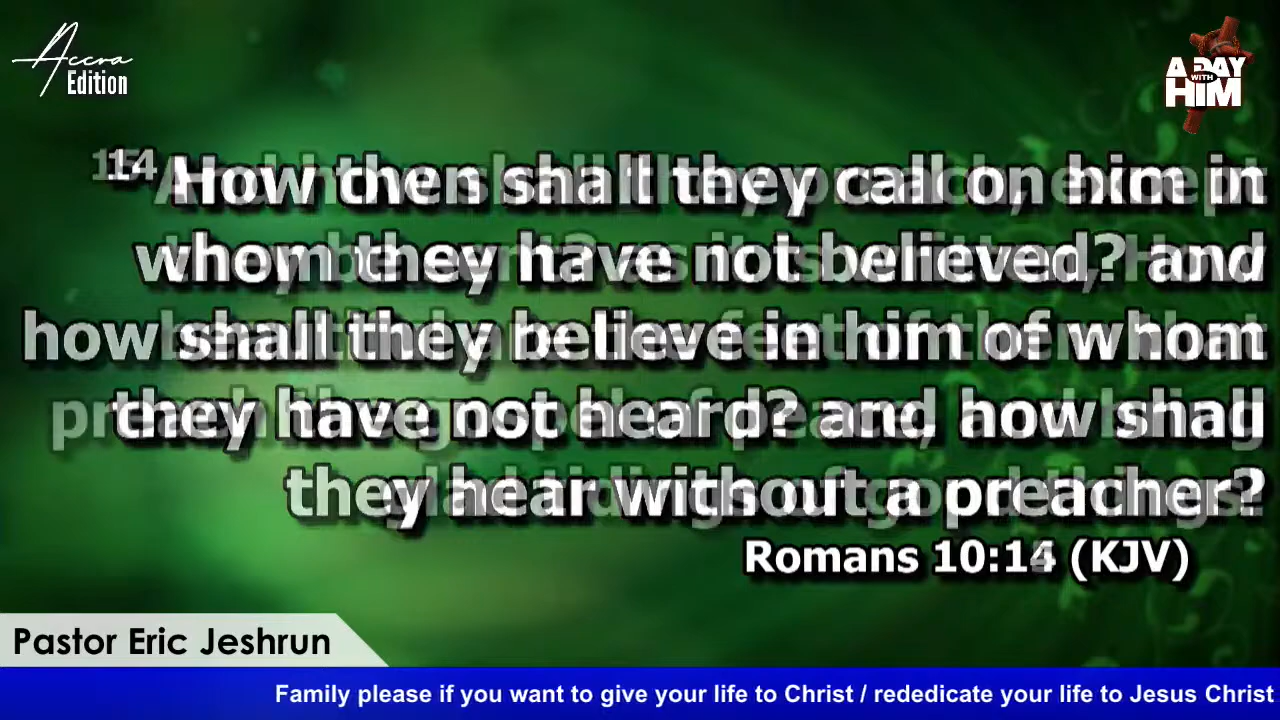 Accra
Edition
A DAY
WITH
HIM
14 How then shall they call on him in
whom they have not believed? and
how shall they believe in him of whom
they have not heard? and how shall
they hear without a preacher?
Romans 10:14 (KJV)
Pastor Eric Jeshrun
Family please if you want to give your life to Christ / rededicate your life to Jesus Christ